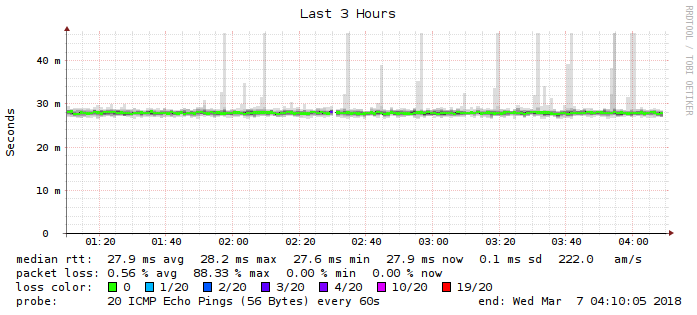 Last 3 Hours
RRDTOOL / TOBI OETIKER
Seconds
40 m
30 m
20 m
10 m
0
01:20 01:40 02:00 02:20 02:40 03:00 03:20 03:40 04:00
median rtt: 27.9 ms avg 28.2 ms max 27.6 ms min 27.9 ms now 0.1 ms sd 222.0 am/s
packet loss: 0.56 % avg 88.33 % max 0.00 % min 0.00 % now
loss color: 0 1/20 2/20 3/20 4/20 10/20 19/20
probe: 20 ICMP Echo Pings (56 Bytes) every 60s end: Wed Mar 7 04:10:05 2018